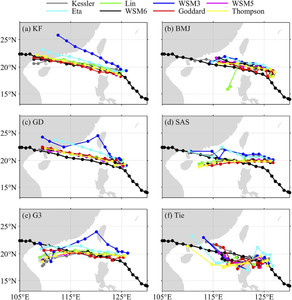 Kessler Lin WSM3 WSM5 Thompson
Eta WSM6 Goddard
(a) KF
(b) BMJ
25°N
20°N
15°N
(c) GD
(d) SAS
25°N
20°N
15°N
(e) G3
(f) Tie
25°N
20°N
15°N
105°E 115°E 125°E 105°E 115°E 125°E